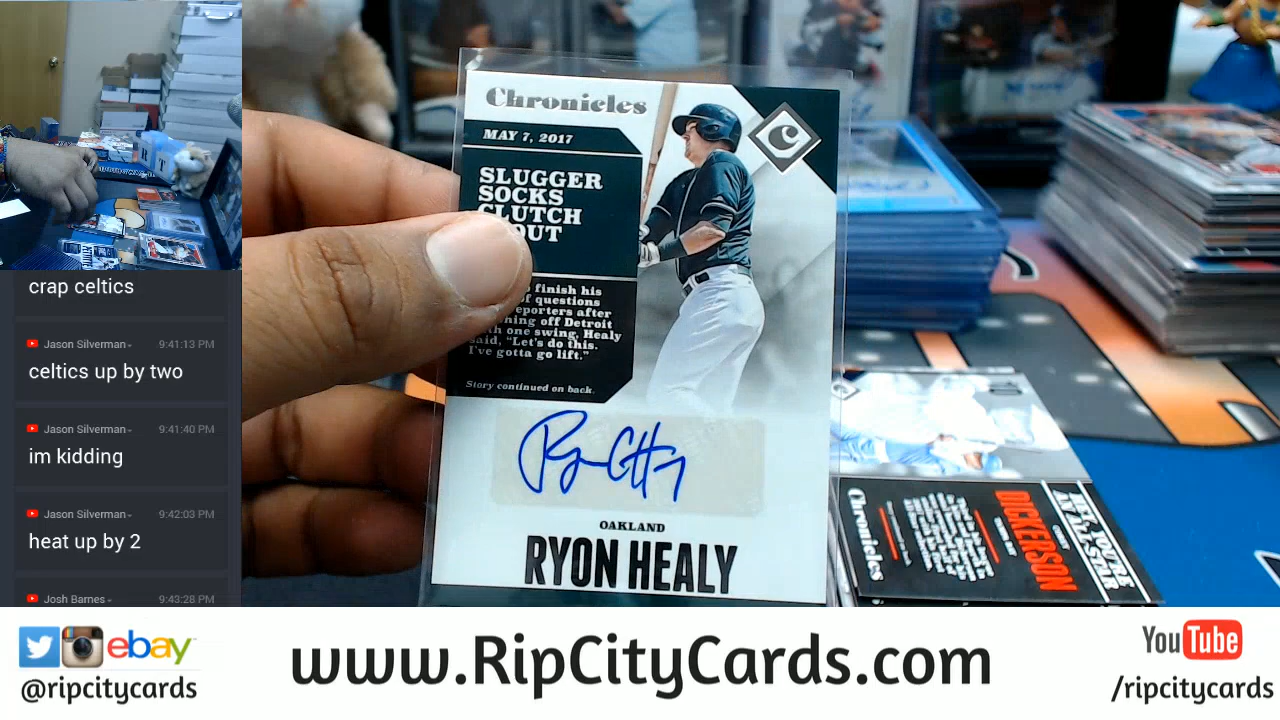 crap celtics
Jason Silverman 9:41:13 PM
celtics up by two
Jason Silverman 9:41:40 PM
im kidding
Jason Silverman 9:42:03 PM
heat up by 2
Josh Barnes 9:43:28 PM
Chronicles
C
MAY 7, 2017
SLUGGER
SOCKS
CLUTCH
finish his
questions
after
off Detroit
one swing, Healy
said, "Let's do this.
I've gotta go lift."
Story continued on back.
OAKLAND
RYON HEALY
DICKERSON
Chronicles
ebay
@ripcitycards
www.RipCityCards.com
YouTube
/ripcitycards